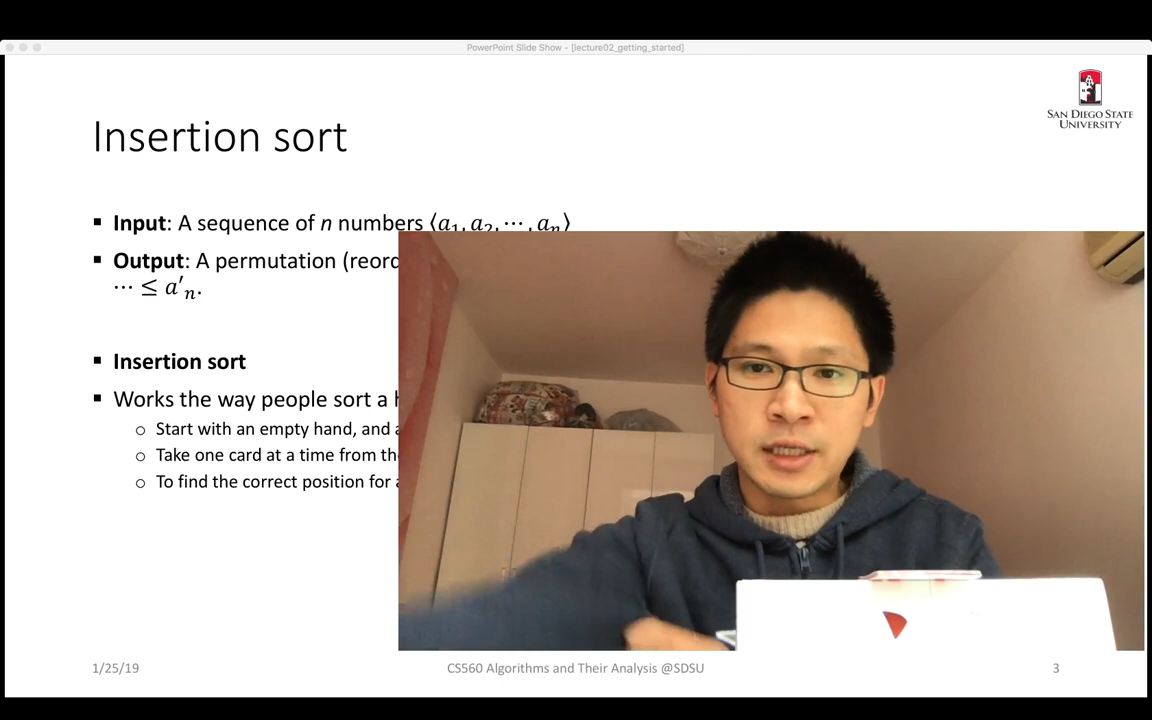 PowerPoint Slide Show - [lecture02_getting_started]
SAN DIEGO STATE
UNIVERSITY
Insertion sort
▪ Input: A sequence of n numbers ⟨a₁, a₂, ⋯ , aₙ⟩
▪ Output: A permutation (reord
⋯ ≤ a′ₙ.
▪ Insertion sort
▪ Works the way people sort a h
o Start with an empty hand, and a
o Take one card at a time from th
o To find the correct position for a
1/25/19
CS560 Algorithms and Their Analysis @SDSU
3